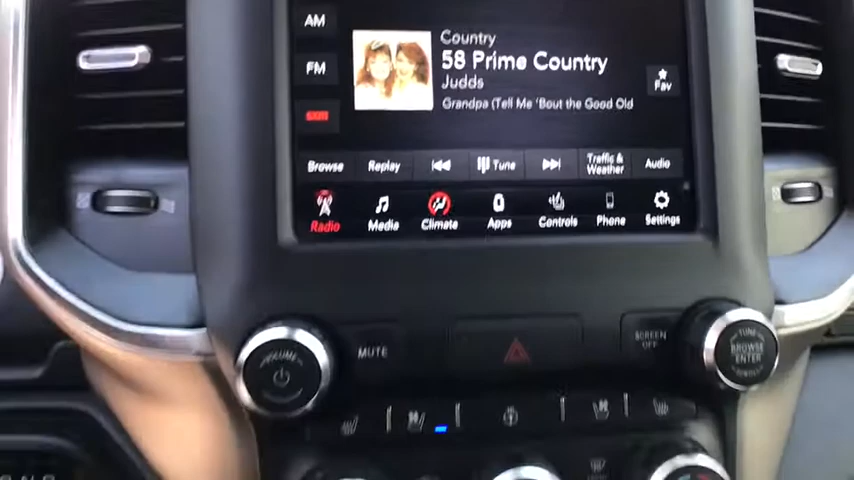 AM
Country
58 Prime Country
FM
Judds
Fav
Grandpa (Tell Me 'Bout the Good Old
Browse Replay Tune Traffic & Weather Audio
Radio Media Climate Apps Controls Phone Settings
VOLUME MUTE SCREEN OFF TUNE BROWSE ENTER